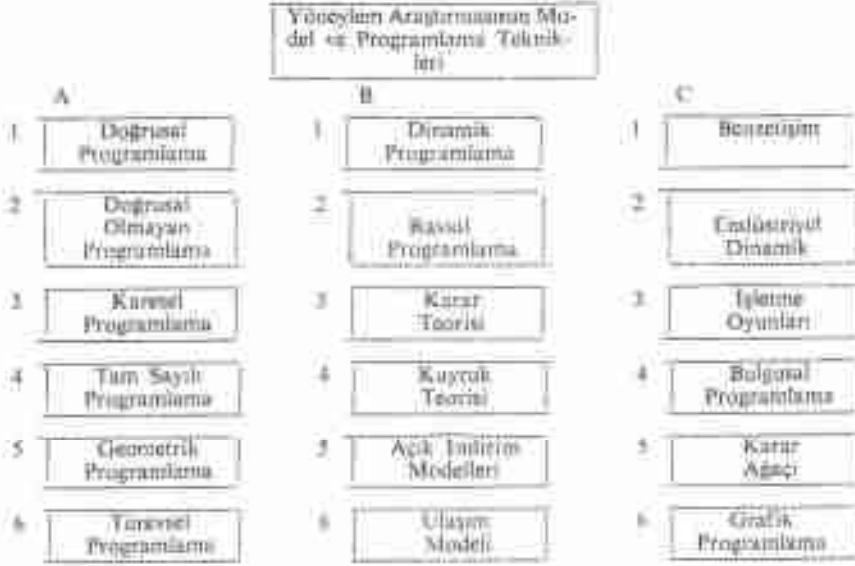 Yöneylem Araştırmasının Mo-
del ve Programlama Teknik-
leri
A
B
C
1 Doğrusal
Programlama
1 Dinamik
Programlama
1 Benzetişim
2 Doğrusal
Olmayan
Programlama
2
Programlama
2 Endüstriyel
Dinamik
3 Karesel
Programlama
3 Karar
Teorisi
3 İşletme
Oyunları
4 Tam Sayılı
Programlama
4 Kuyruk
Teorisi
4 Bulgusal
Programlama
5 Geometrik
Programlama
5 Açık İndirim
Modelleri
5 Karar
Ağaçı
6 Türevsel
Programlama
6 Ulaşım
Modeli
6 Grafik
Programlama